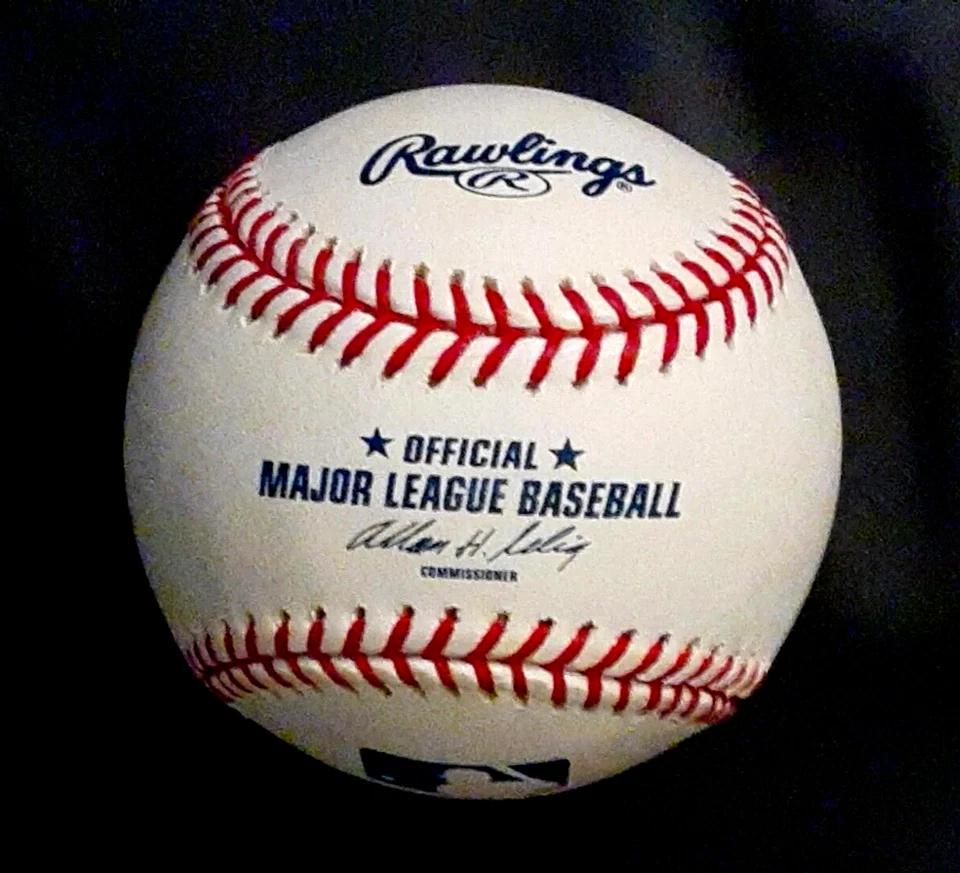 Rawlings ®
R
★ OFFICIAL ★
MAJOR LEAGUE BASEBALL
Allan H. Selig
COMMISSIONER